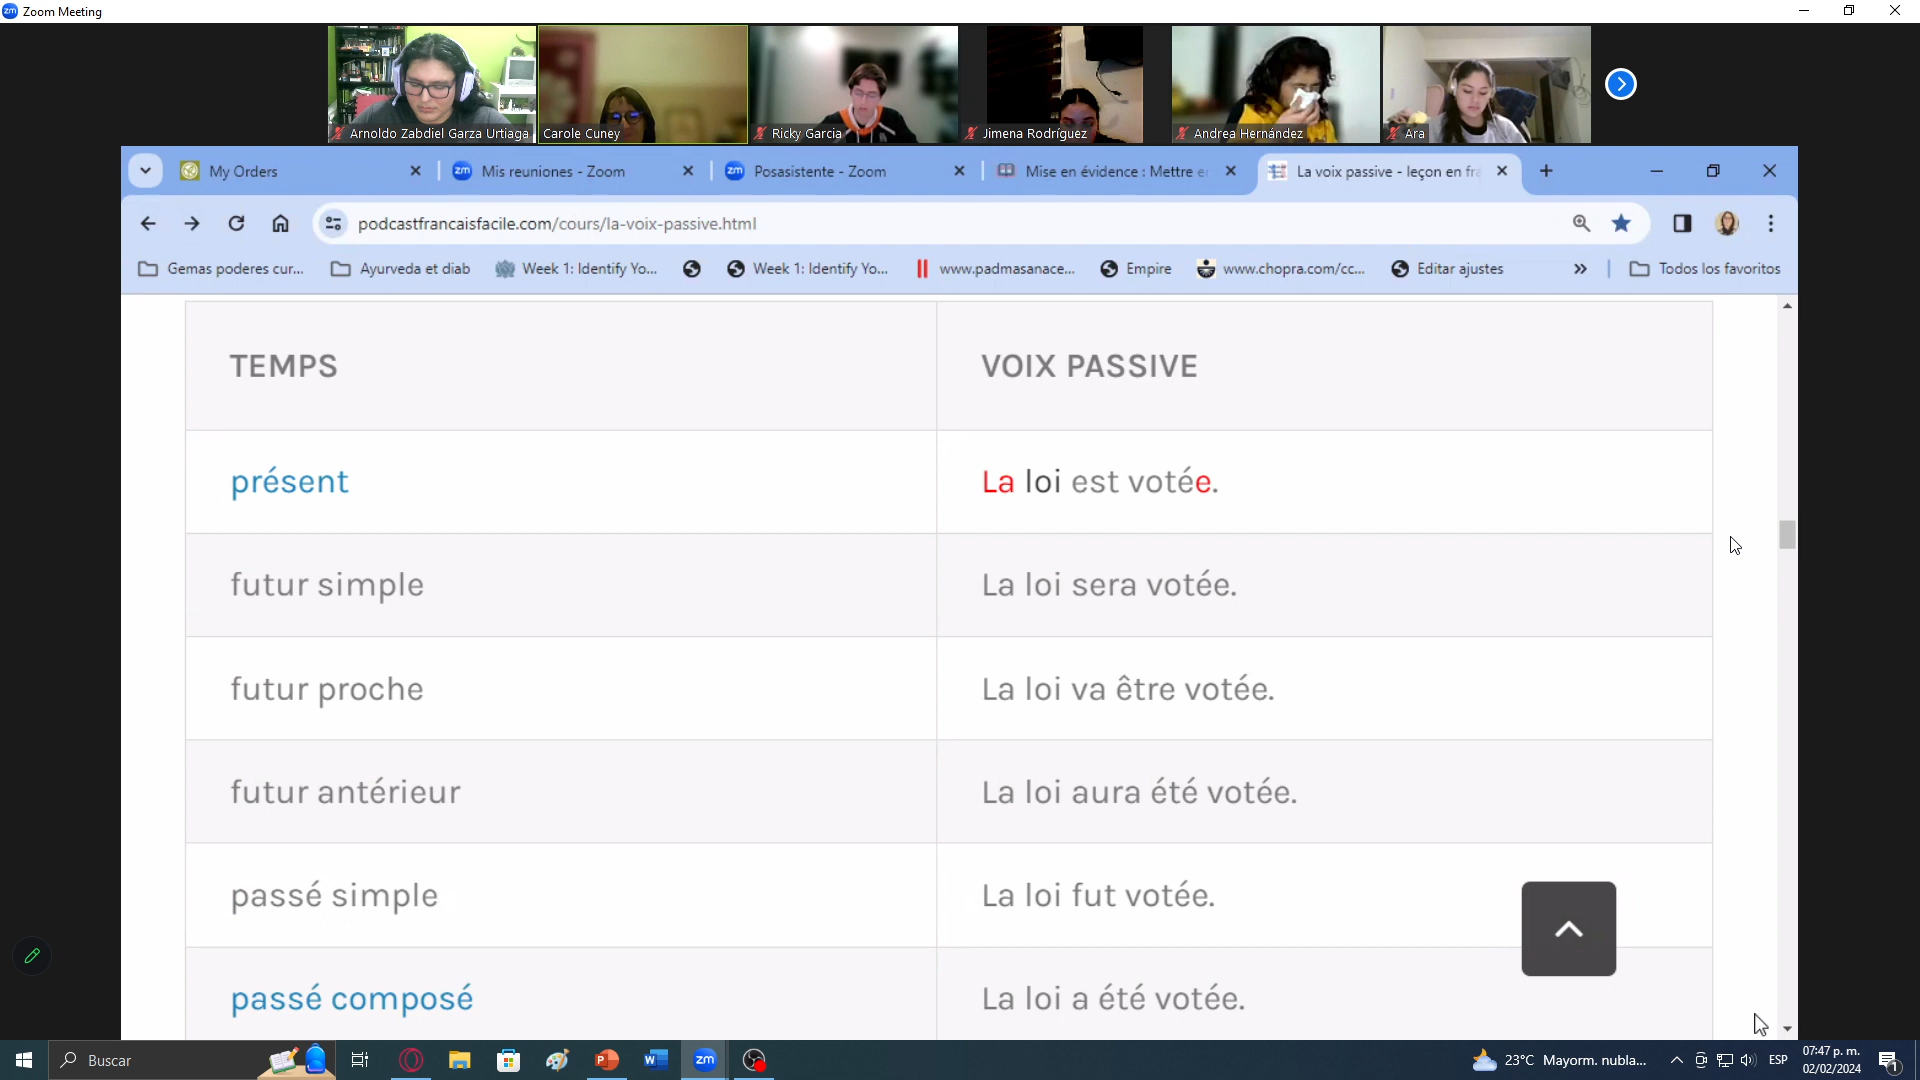 Zoom Meeting
Arnoldo Zabdiel Garza Urtiaga
Carole Cuney
Ricky Garcia
Jimena Rodríguez
Andrea Hernández
Ara
My Orders
Mis reuniones - Zoom
Posasistente - Zoom
Mise en évidence : Mettre e
La voix passive - leçon en fra
podcastfrancaisfacile.com/cours/la-voix-passive.html
Gemas poderes cur...
Ayurveda et diab
Week 1: Identify Yo...
Week 1: Identify Yo...
www.padmasanace...
Empire
www.chopra.com/cc...
Editar ajustes
»
Todos los favoritos
TEMPS
VOIX PASSIVE
présent
La loi est votée.
futur simple
La loi sera votée.
futur proche
La loi va être votée.
futur antérieur
La loi aura été votée.
passé simple
La loi fut votée.
passé composé
La loi a été votée.
Buscar
23°C Mayorm. nubla...
ESP
07:47 p. m.
02/02/2024
1